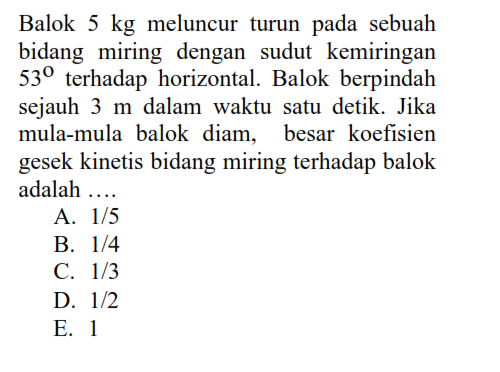 Balok 5 kg meluncur turun pada sebuah
bidang miring dengan sudut kemiringan
53⁰ terhadap horizontal. Balok berpindah
sejauh 3 m dalam waktu satu detik. Jika
mula-mula balok diam, besar koefisien
gesek kinetis bidang miring terhadap balok
adalah ....
A. 1/5
B. 1/4
C. 1/3
D. 1/2
E. 1